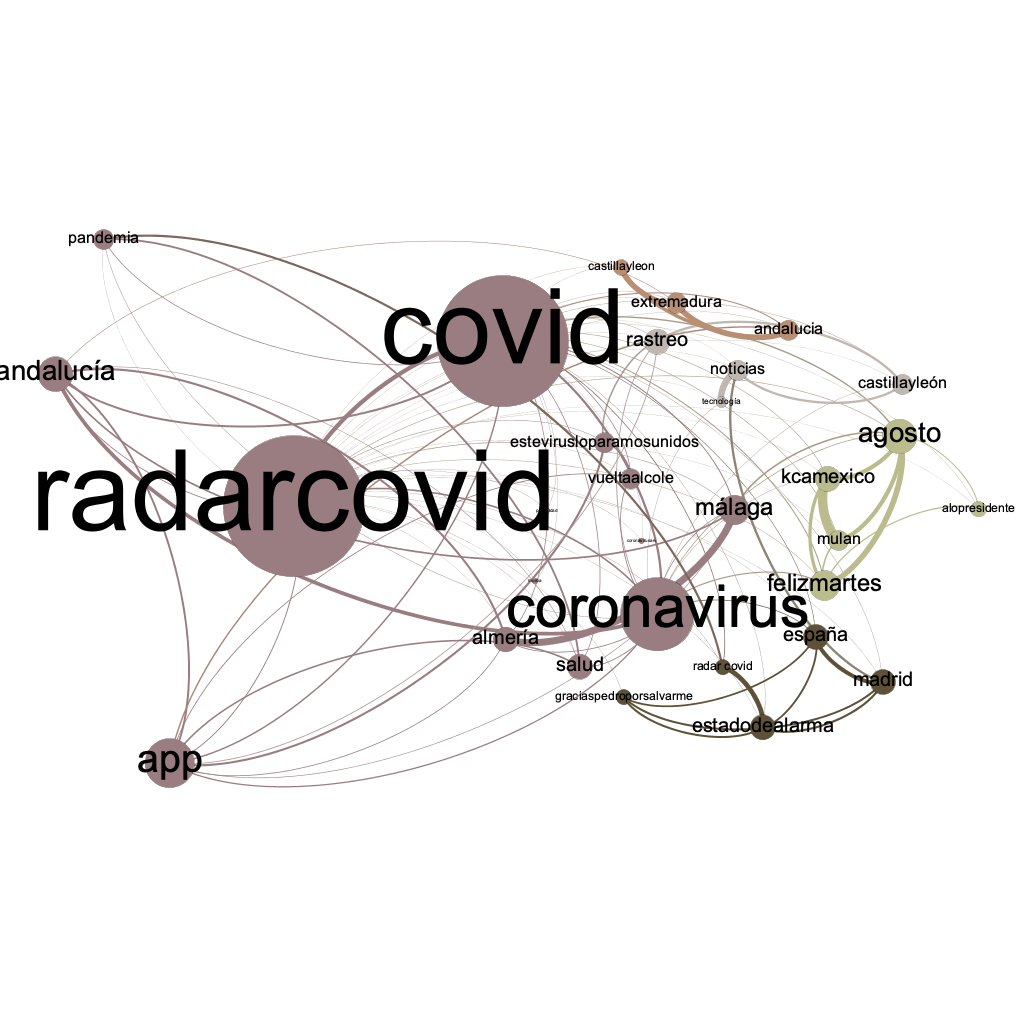 pandemia
castillayleon
extremadura
covid
andalucia
rastreo
noticias
andalucía
castillayleón
tecnología
agosto
estevirusloparamosunidos
vueltaalcole
kcamexico
radarcovid
málaga
alopresidente
mulan
felizmartes
coronavirus
almería
españa
salud
radar covid
madrid
graciaspedroporsalvarme
estadodealarma
app